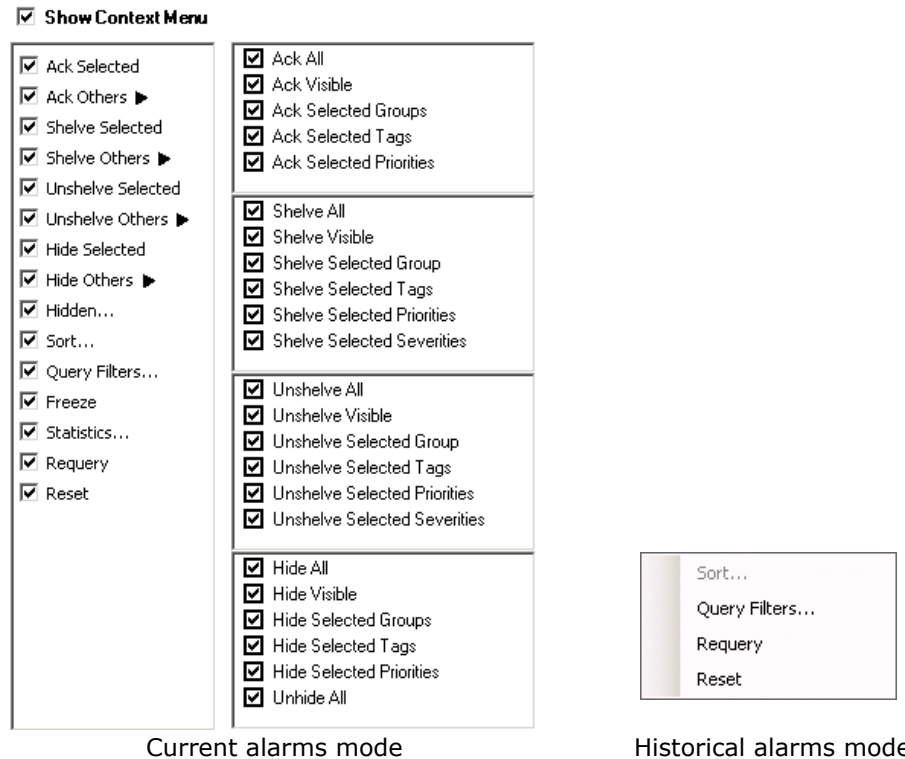 Show Context Menu
Ack Selected
Ack Others
Shelve Selected
Shelve Others
Unshelve Selected
Unshelve Others
Hide Selected
Hide Others
Hidden...
Sort...
Query Filters...
Freeze
Statistics...
Requery
Reset
Ack All
Ack Visible
Ack Selected Groups
Ack Selected Tags
Ack Selected Priorities
Shelve All
Shelve Visible
Shelve Selected Group
Shelve Selected Tags
Shelve Selected Priorities
Shelve Selected Severities
Unshelve All
Unshelve Visible
Unshelve Selected Group
Unshelve Selected Tags
Unshelve Selected Priorities
Unshelve Selected Severities
Hide All
Hide Visible
Hide Selected Groups
Hide Selected Tags
Hide Selected Priorities
Unhide All
Sort...
Query Filters...
Requery
Reset
Current alarms mode
Historical alarms mode